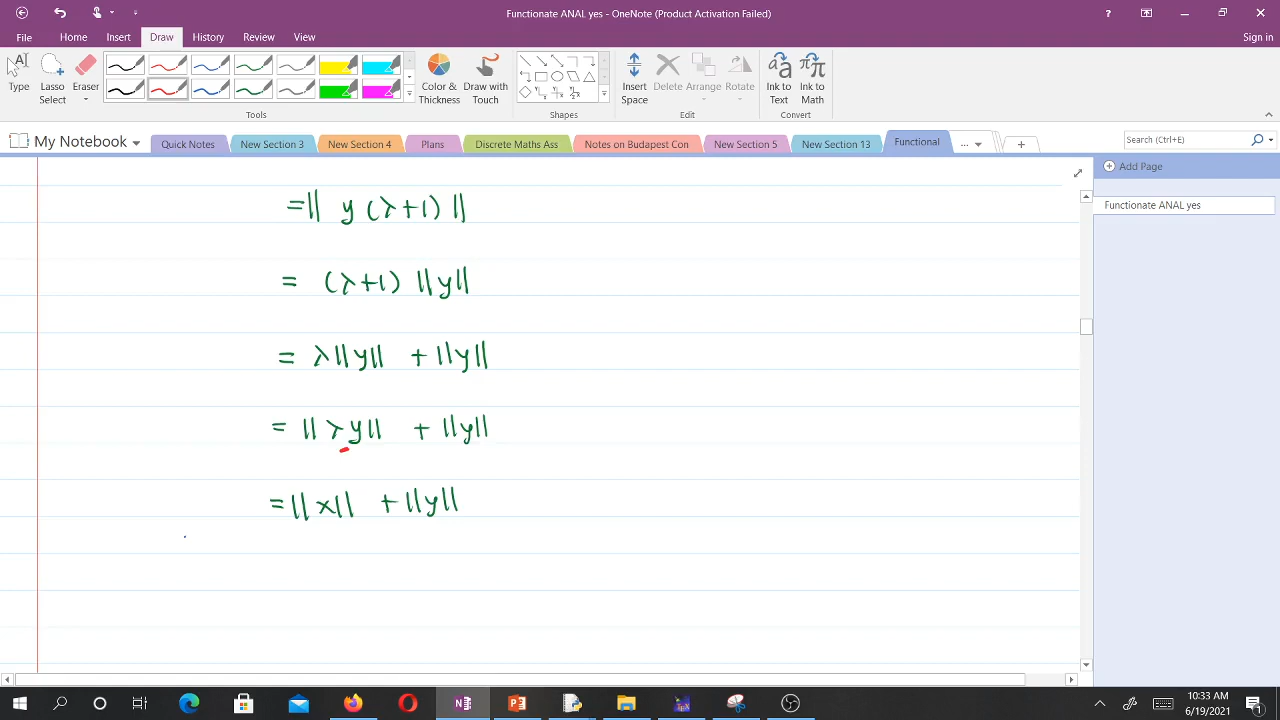 Functionate ANAL yes - OneNote (Product Activation Failed)
File Home Insert Draw History Review View Sign in
Type Lasso Select Eraser Color & Thickness Draw with Touch Insert Space Delete Arrange Rotate Ink to Text Ink to Math
Tools Shapes Edit Convert
My Notebook Quick Notes New Section 3 New Section 4 Plans Discrete Maths Ass Notes on Budapest Con New Section 5 New Section 13 Functional ... Search (Ctrl+E)
Add Page
Functionate ANAL yes
=|| y (λ+1) ||
= (λ+1) ||y||
= λ||y|| + ||y||
= ||λy|| + ||y||
=||x|| + ||y||
10:33 AM
6/19/2021